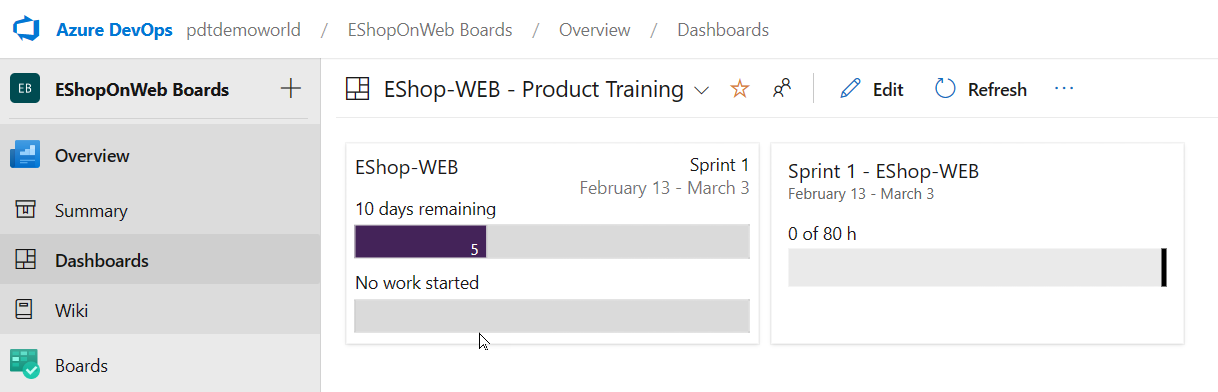 Azure DevOps pdtdemoworld / EShopOnWeb Boards / Overview / Dashboards
EB EShopOnWeb Boards
Overview
Summary
Dashboards
Wiki
Boards
EShop-WEB - Product Training Edit Refresh
EShop-WEB Sprint 1
February 13 - March 3
10 days remaining
5
No work started
Sprint 1 - EShop-WEB
February 13 - March 3
0 of 80 h